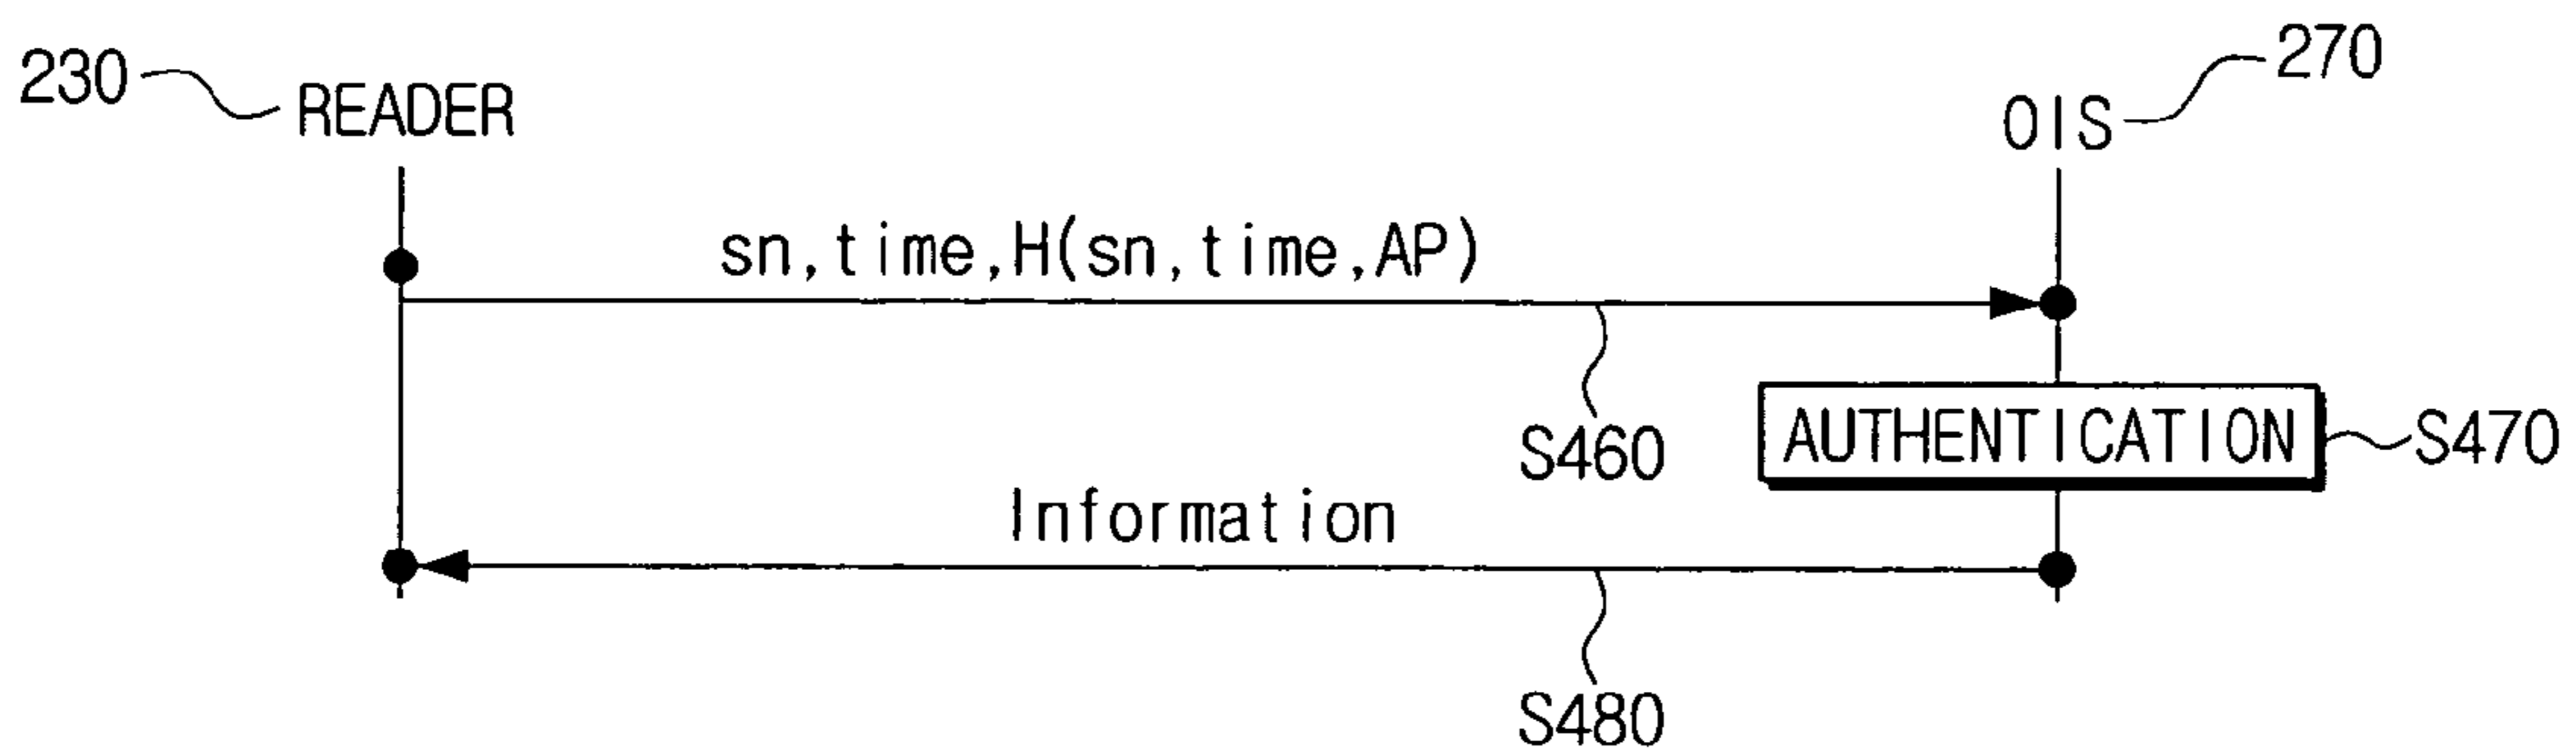 230
READER
OIS
270
sn,time,H(sn,time,AP)
S460
AUTHENTICATION
S470
Information
S480